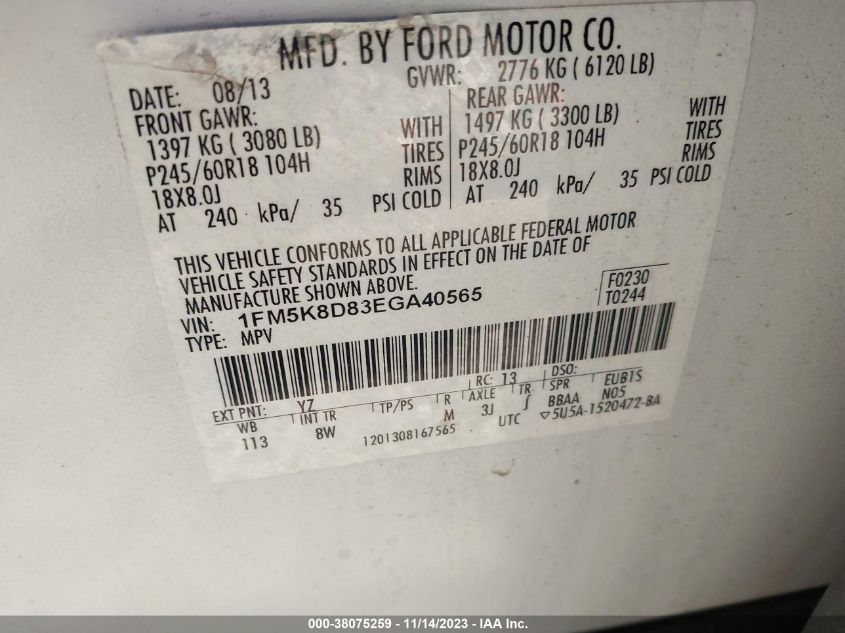 MFD. BY FORD MOTOR CO.
DATE: 08/13
GVWR: 2776 KG ( 6120 LB)
FRONT GAWR:
1397 KG ( 3080 LB) WITH
P245/60R18 104H TIRES
18X8.0J RIMS
AT 240 kPa/ 35 PSI COLD
REAR GAWR:
1497 KG ( 3300 LB) WITH
P245/60R18 104H TIRES
18X8.0J RIMS
AT 240 kPa/ 35 PSI COLD
THIS VEHICLE CONFORMS TO ALL APPLICABLE FEDERAL MOTOR
VEHICLE SAFETY STANDARDS IN EFFECT ON THE DATE OF
MANUFACTURE SHOWN ABOVE.
VIN: 1FM5K8D83EGA40565
TYPE: MPV
F0230
T0244
EXT PNT: YZ RC: 13 DSO:
WB INT TR TP/PS R AXLE TR SPR EUB1S
113 8W M 3J J BBAA N05
1201308167565 UTC ▽5U5A-1520472-BA
000-38075259 - 11/14/2023 - IAA Inc.